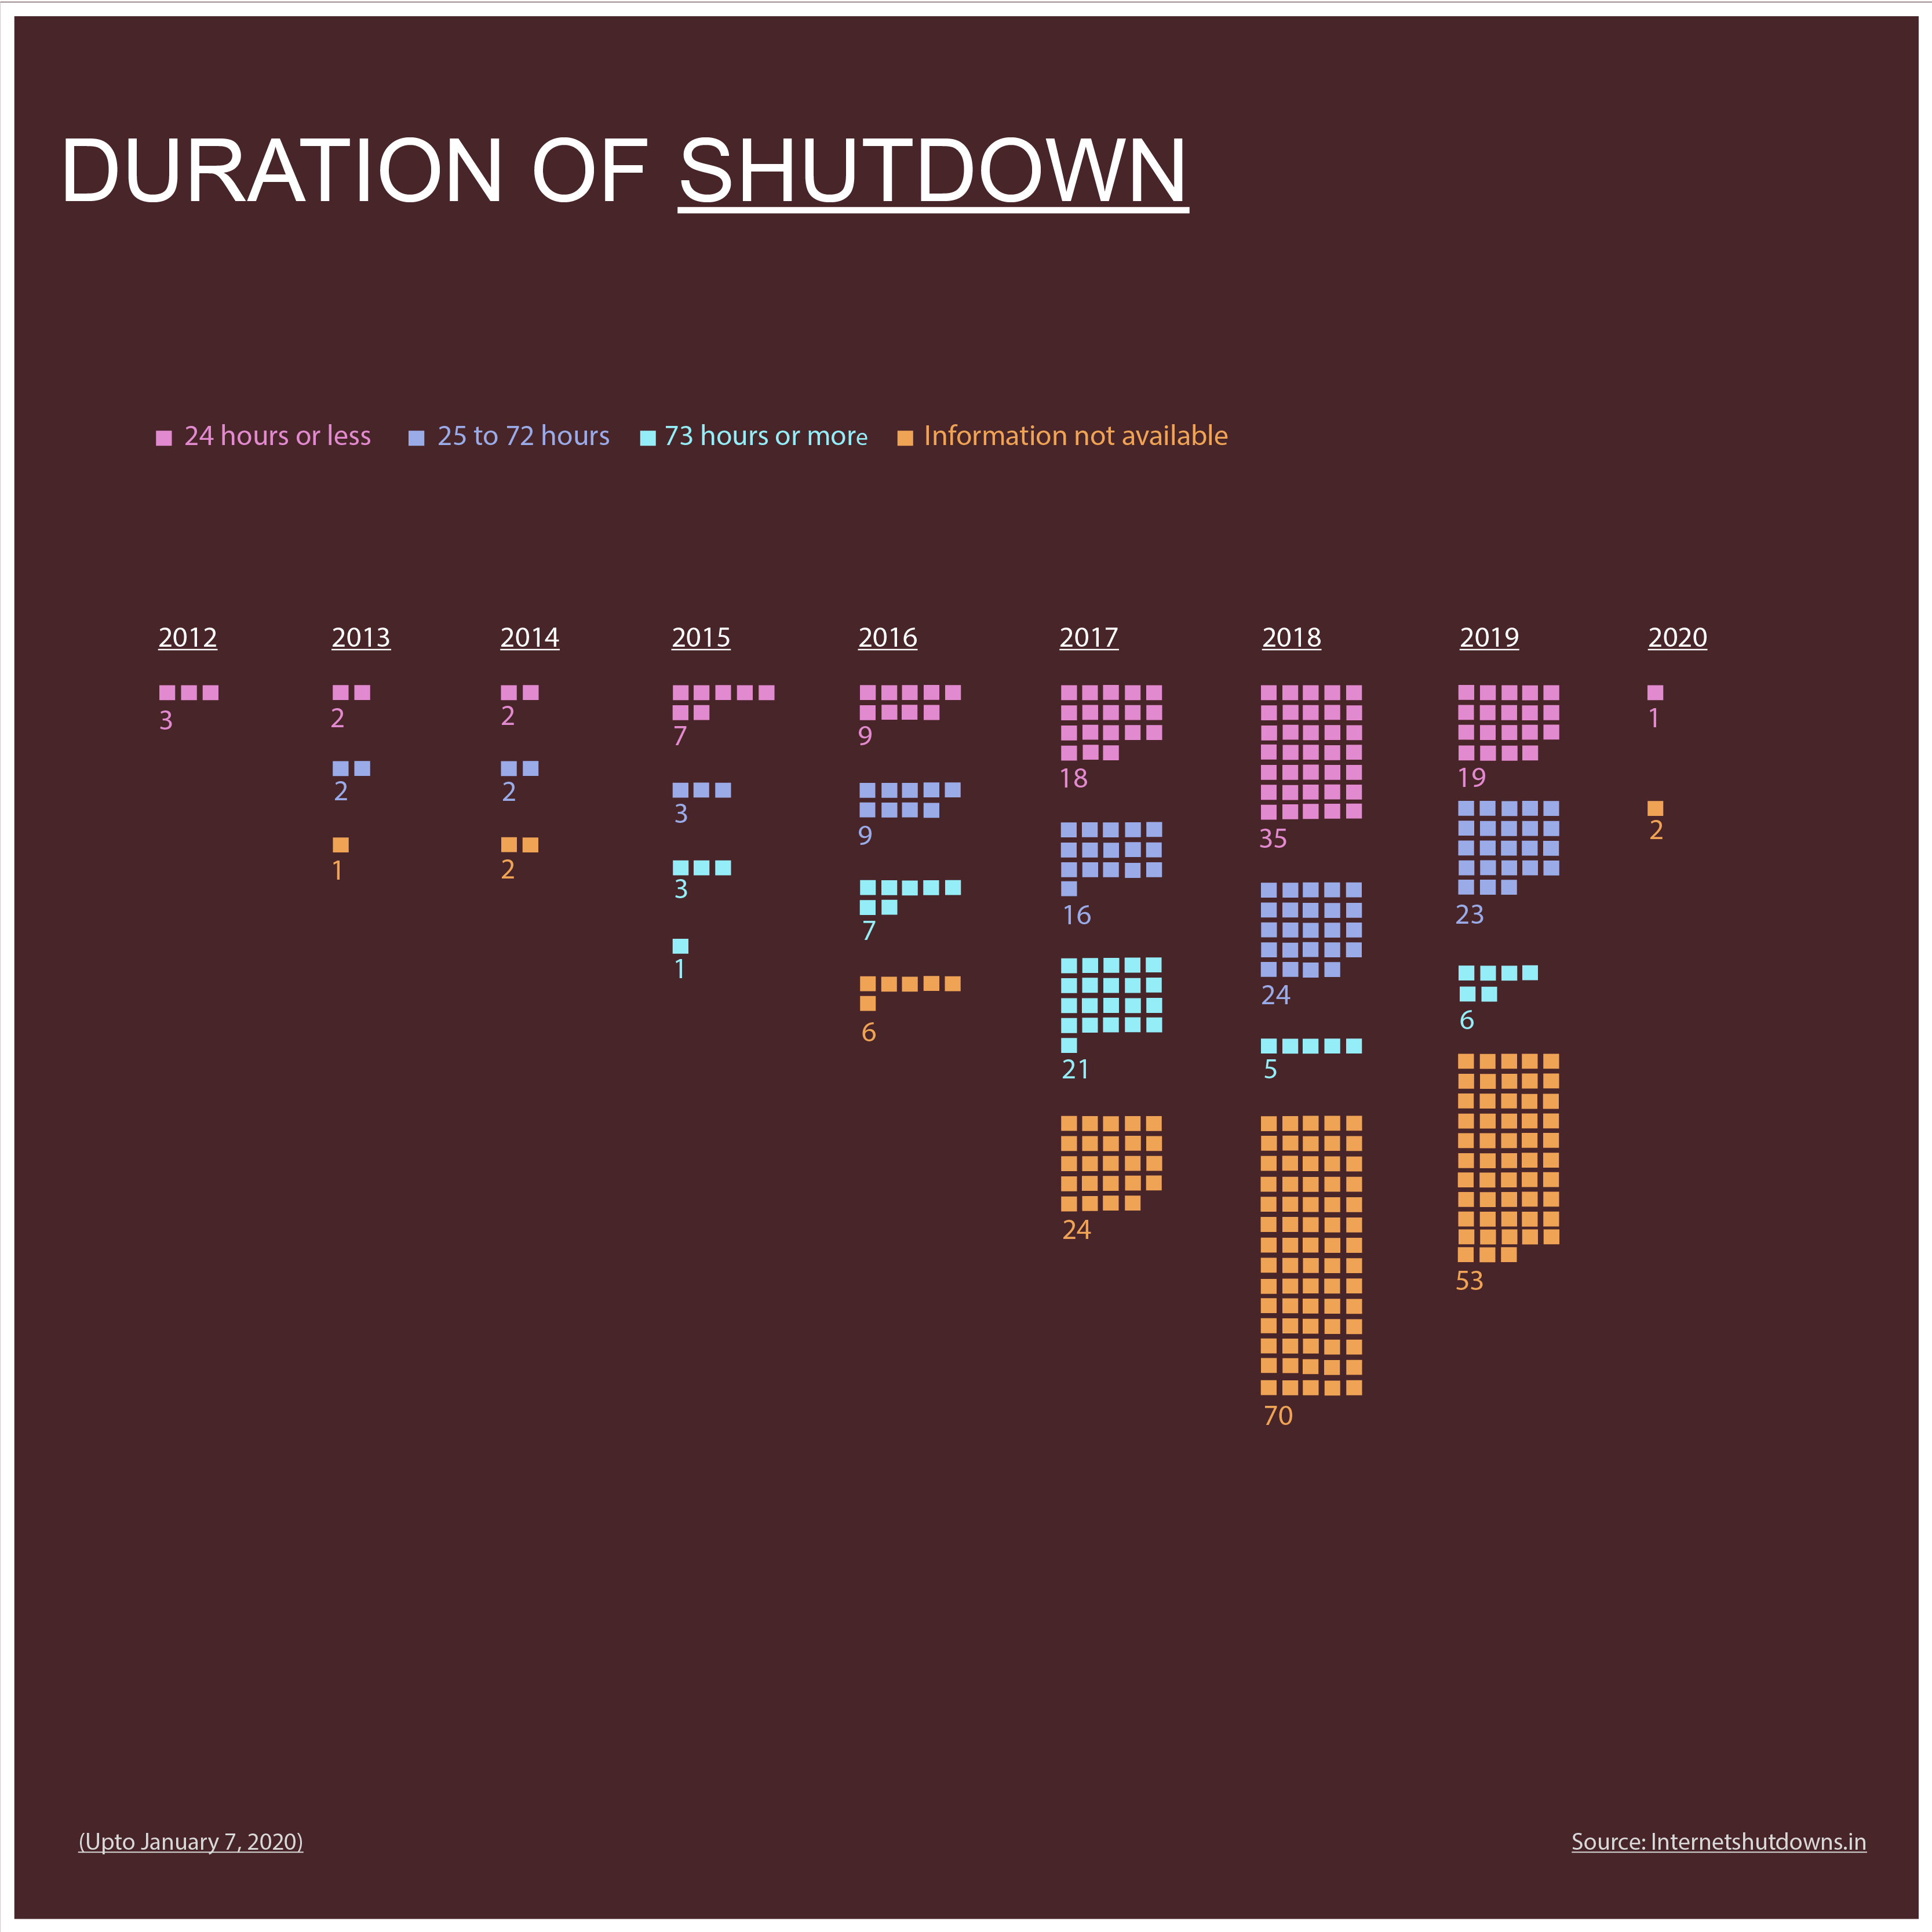 DURATION OF SHUTDOWN
24 hours or less 25 to 72 hours 73 hours or more Information not available
2012 2013 2014 2015 2016 2017 2018 2019 2020
3 2 2 7 9 18 35 19 1
2 2 3 9 16 24 23 2
1 2 3 7 21 5 6
1 6 24 70 53
(Upto January 7, 2020) Source: Internetshutdowns.in